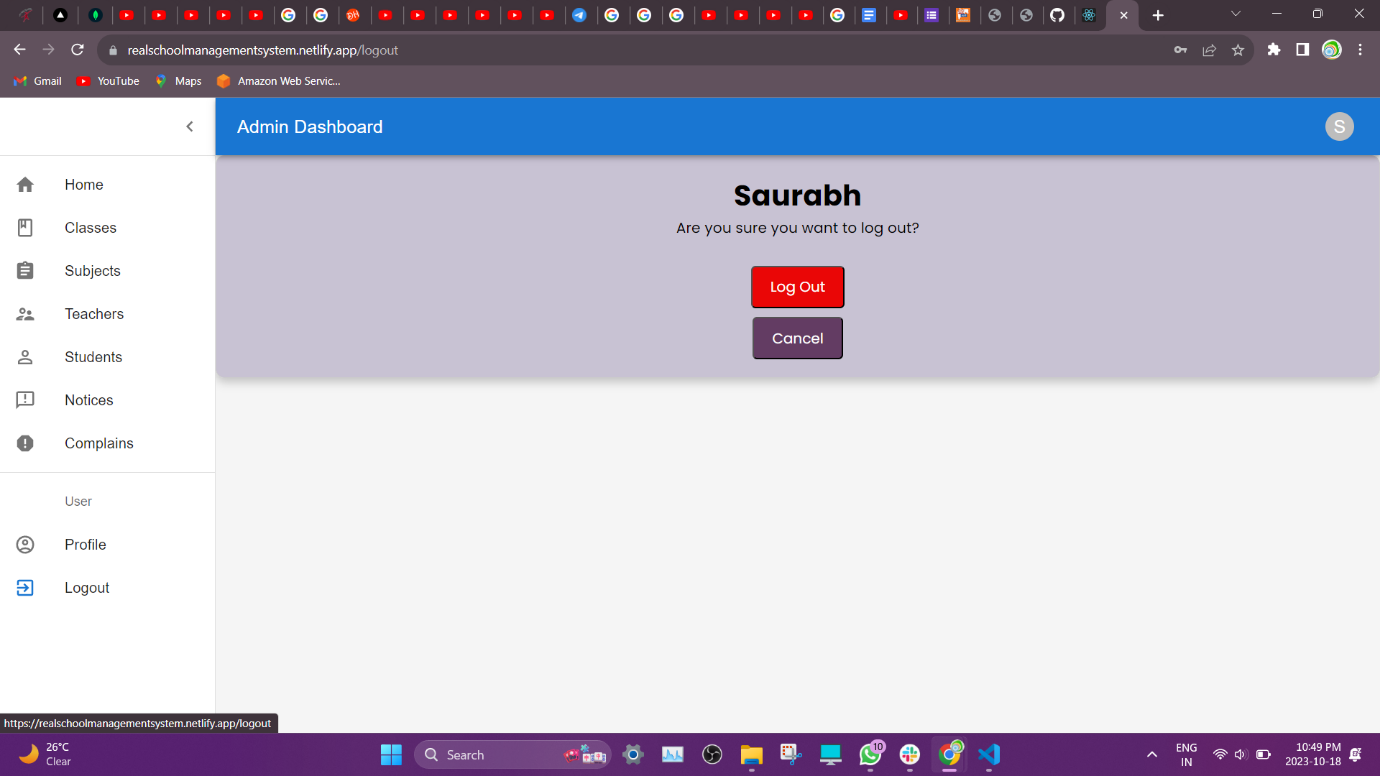 realschoolmanagementsystem.netlify.app/logout
Gmail
YouTube
Maps
Amazon Web Servic...
Admin Dashboard
S
Home
Classes
Subjects
Teachers
Students
Notices
Complains
User
Profile
Logout
Saurabh
Are you sure you want to log out?
Log Out
Cancel
https://realschoolmanagementsystem.netlify.app/logout
26°C
Clear
Search
10
ENG
IN
10:49 PM
2023-10-18